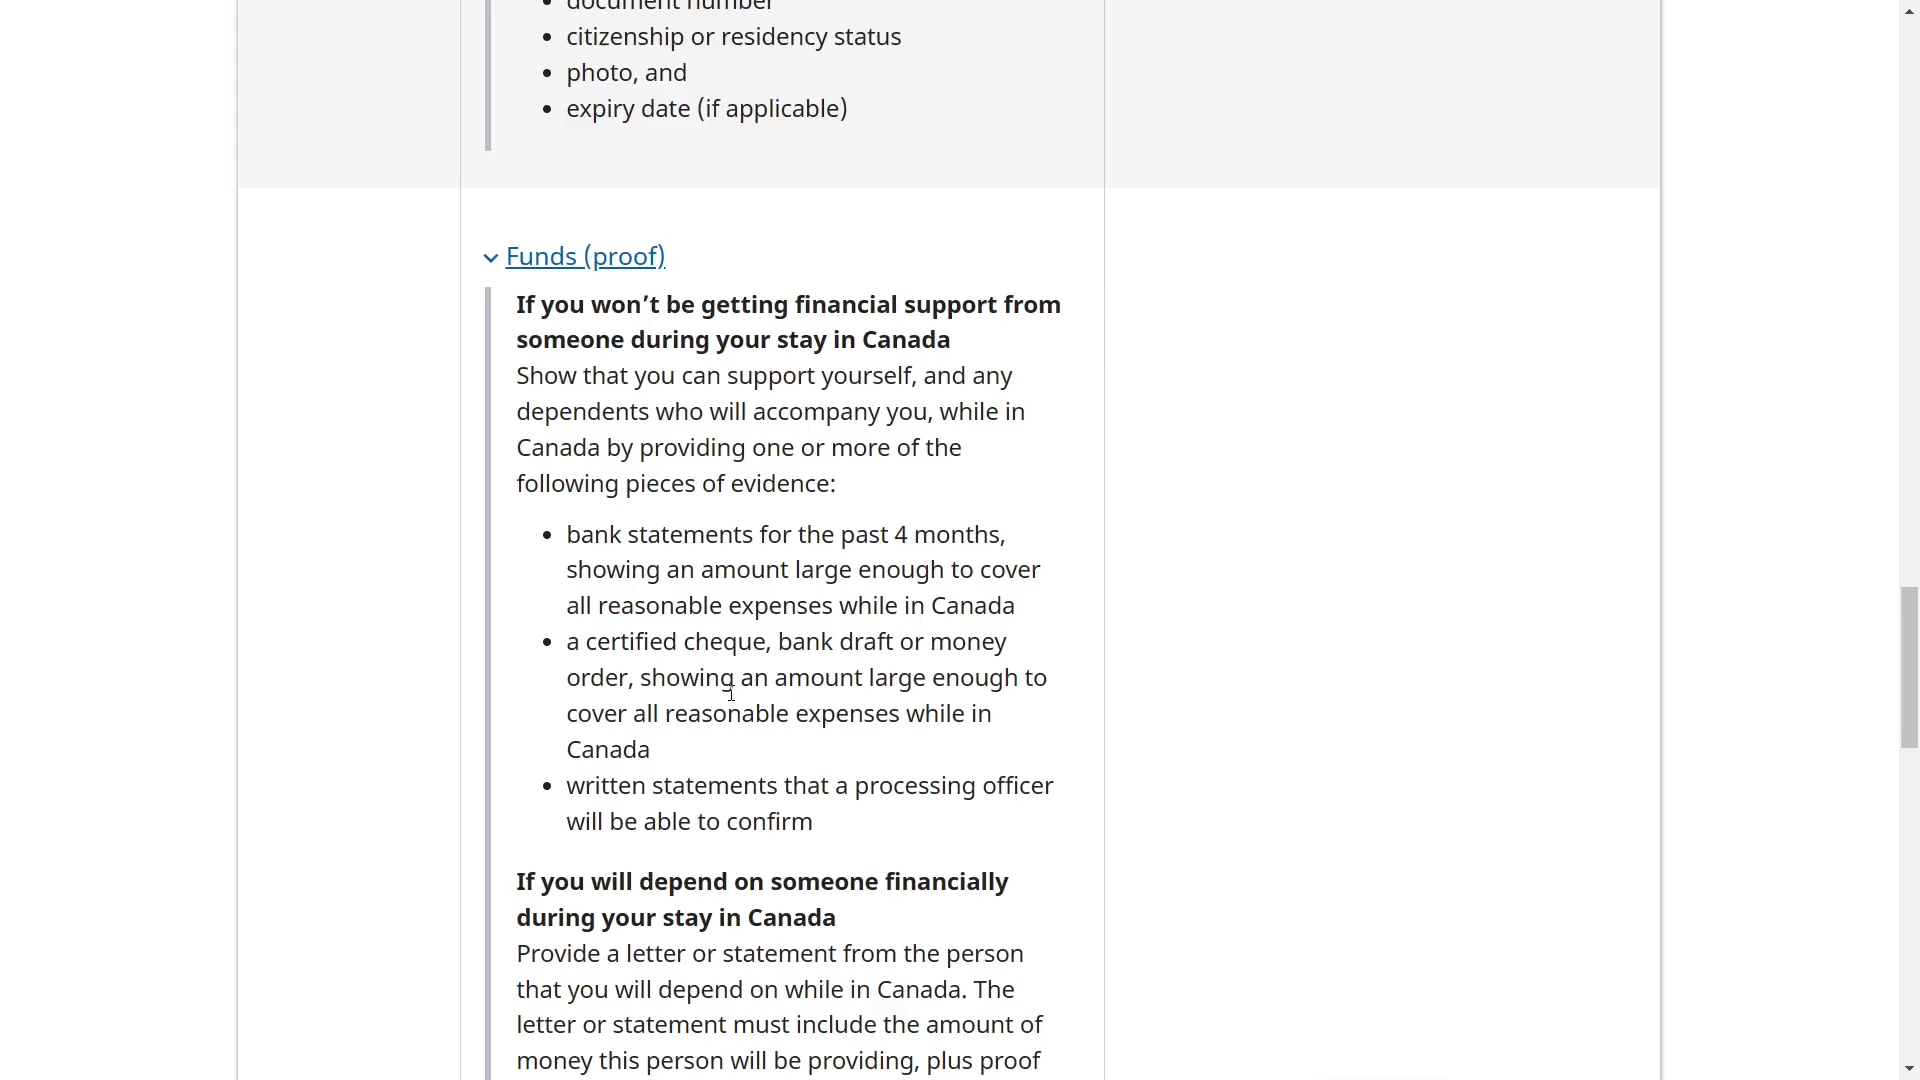 document number
citizenship or residency status
photo, and
expiry date (if applicable)
Funds (proof)
If you won’t be getting financial support from
someone during your stay in Canada
Show that you can support yourself, and any
dependents who will accompany you, while in
Canada by providing one or more of the
following pieces of evidence:
bank statements for the past 4 months,
showing an amount large enough to cover
all reasonable expenses while in Canada
a certified cheque, bank draft or money
order, showing an amount large enough to
cover all reasonable expenses while in
Canada
written statements that a processing officer
will be able to confirm
If you will depend on someone financially
during your stay in Canada
Provide a letter or statement from the person
that you will depend on while in Canada. The
letter or statement must include the amount of
money this person will be providing, plus proof